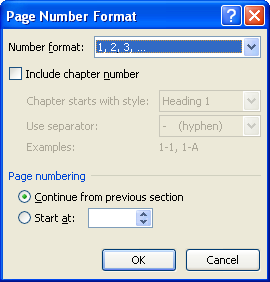 Page Number Format
Number format: 1, 2, 3, ...
Include chapter number
Chapter starts with style: Heading 1
Use separator: - (hyphen)
Examples: 1-1, 1-A
Page numbering
Continue from previous section
Start at:
OK Cancel